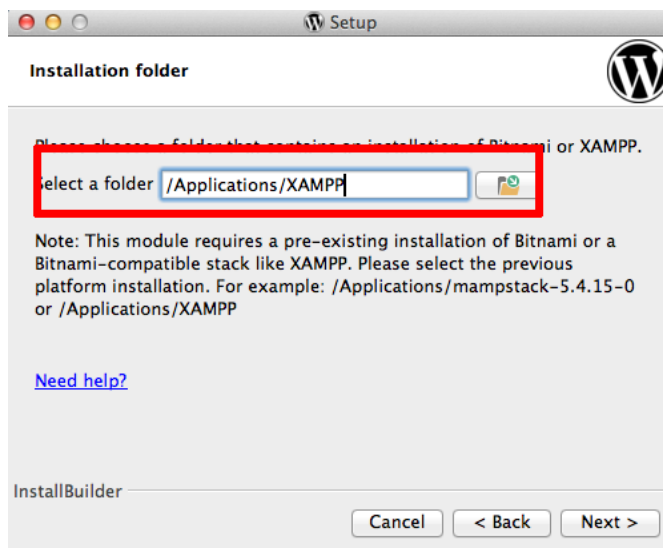 Setup
Installation folder
Please choose a folder that contains an installation of Bitnami or XAMPP.
Select a folder /Applications/XAMPP
Note: This module requires a pre-existing installation of Bitnami or a
Bitnami-compatible stack like XAMPP. Please select the previous
platform installation. For example: /Applications/mampstack-5.4.15-0
or /Applications/XAMPP
Need help?
InstallBuilder
Cancel < Back Next >